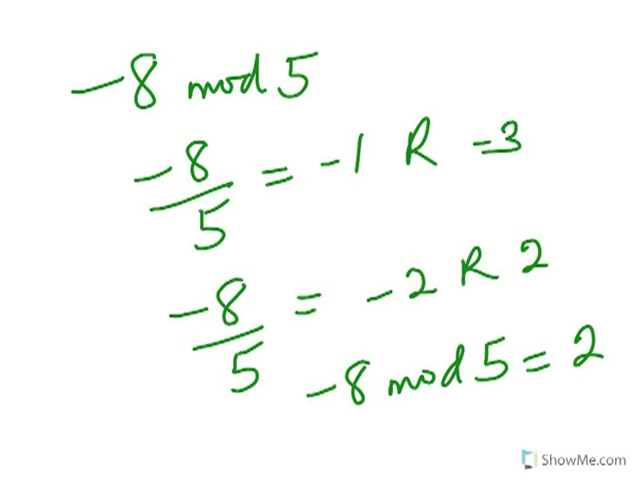 -8 mod 5
-8/5 = -1 R -3
-8/5 = -2 R 2
-8 mod 5 = 2
ShowMe.com